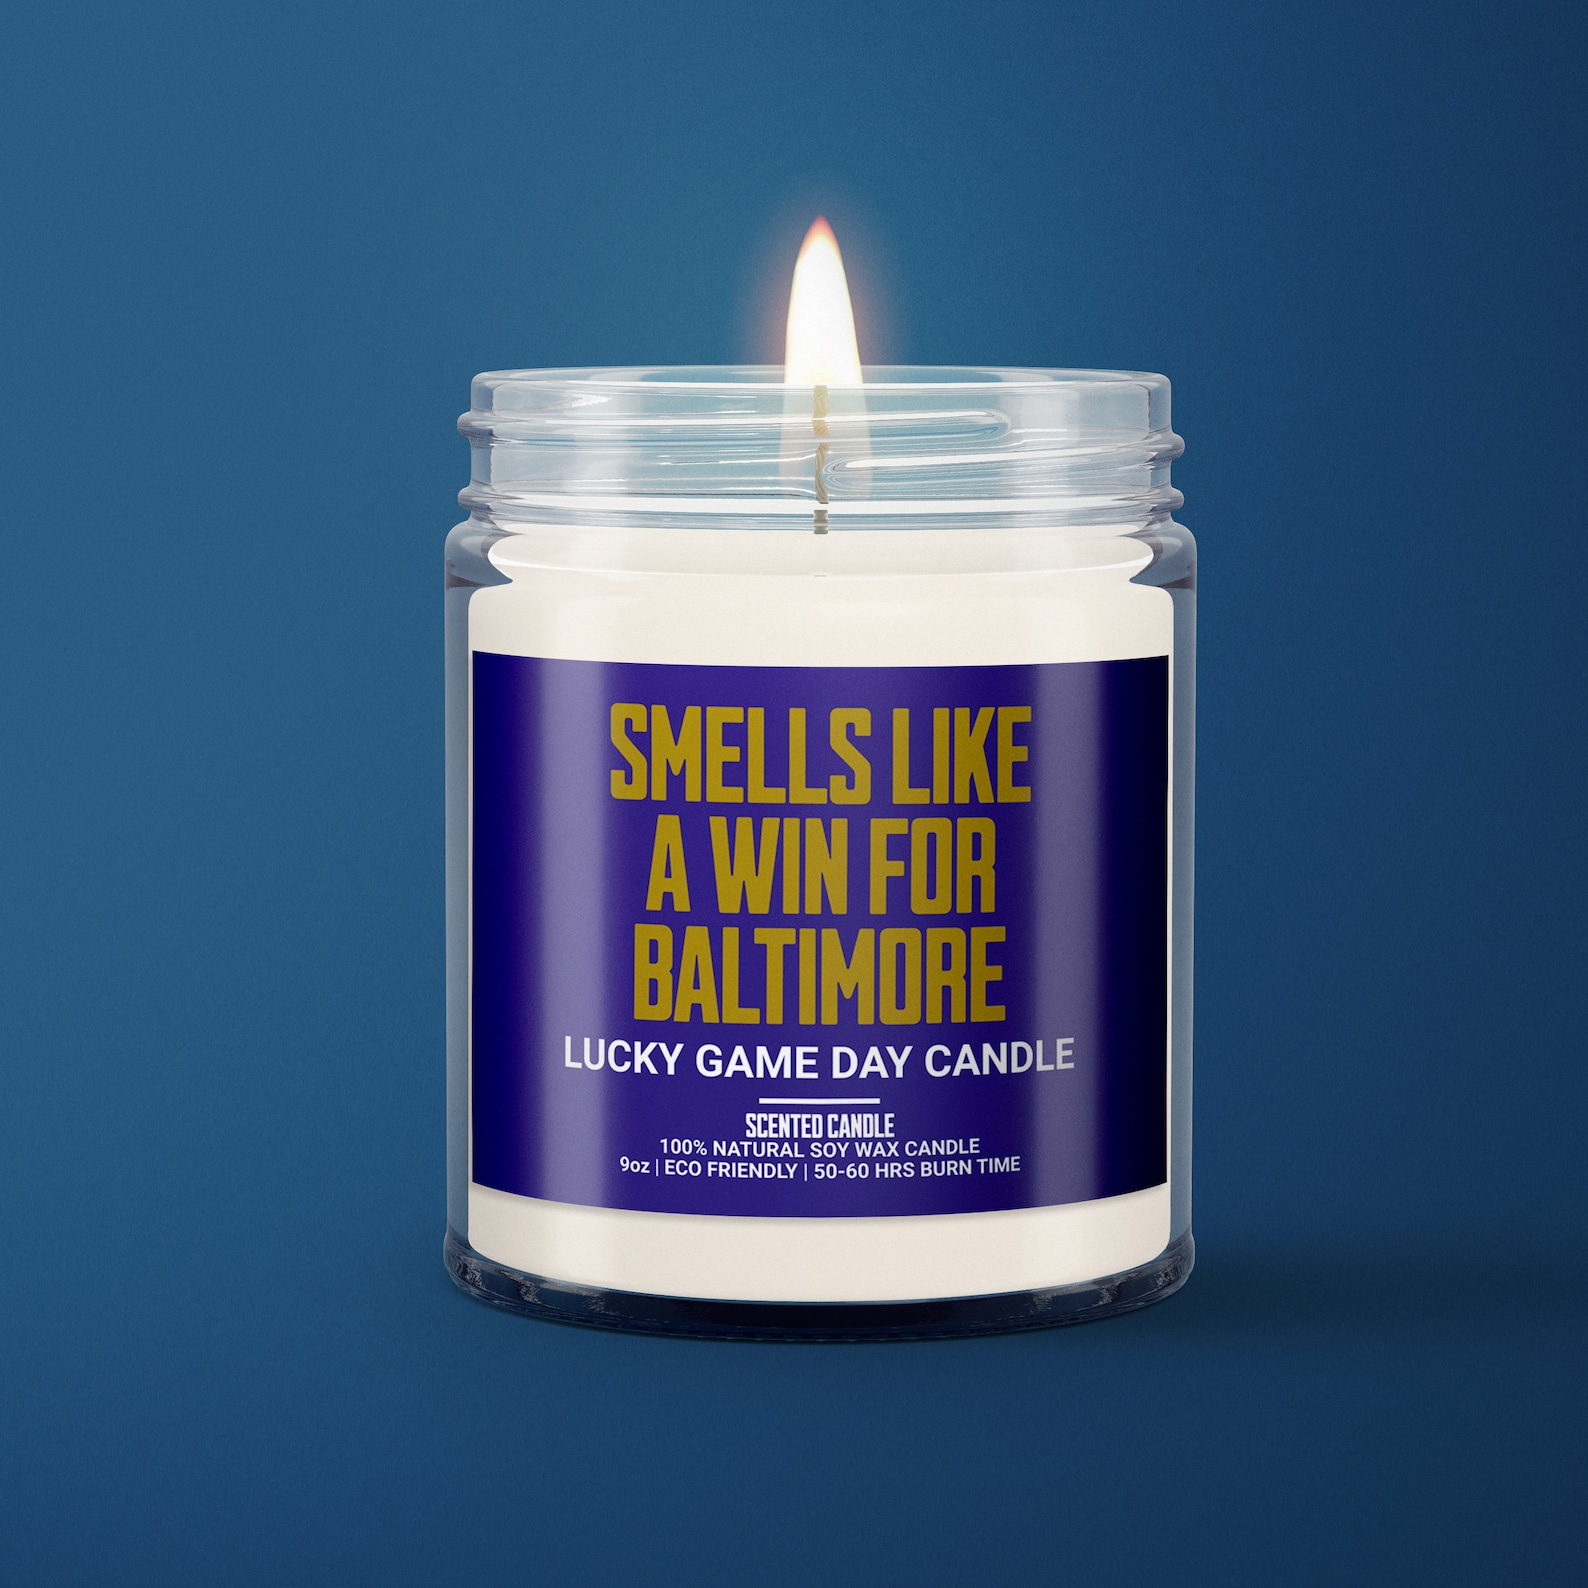 SMELLS LIKE
A WIN FOR
BALTIMORE
LUCKY GAME DAY CANDLE
SCENTED CANDLE
100% NATURAL SOY WAX CANDLE
9oz | ECO FRIENDLY | 50-60 HRS BURN TIME